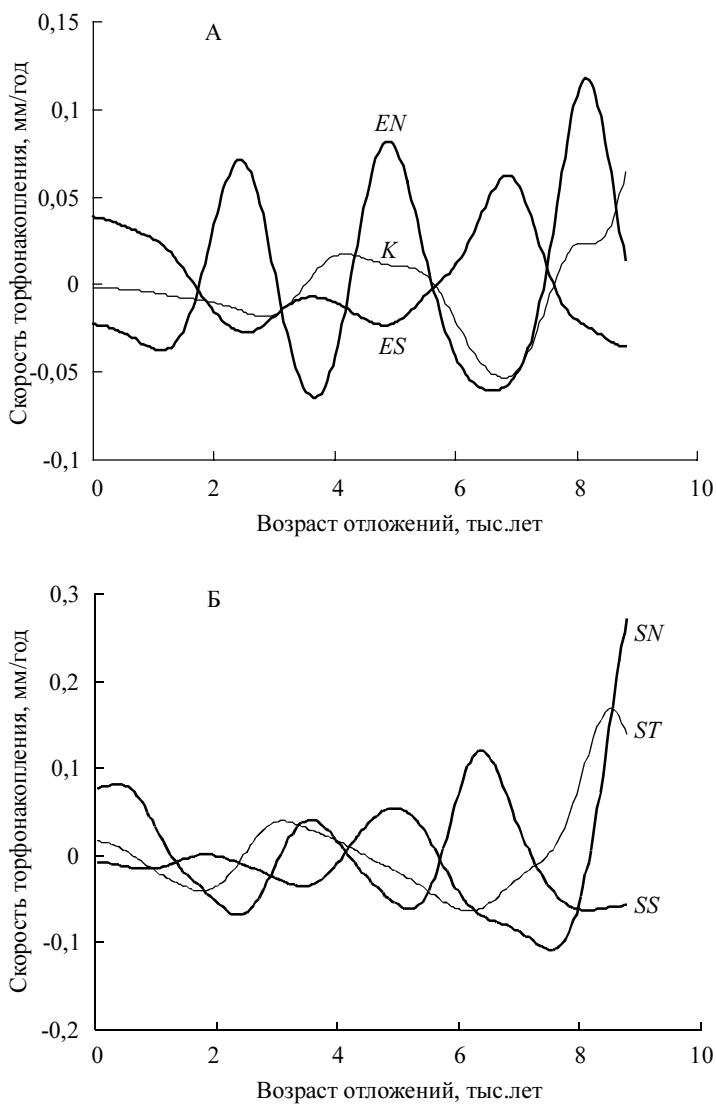 0,15
А
0,1
EN
0,05
K
0
ES
-0,05
-0,1
0 2 4 6 8 10
Скорость торфонакопления, мм/год
Возраст отложений, тыс.лет
0,3
Б
SN
0,2
ST
0,1
0
SS
-0,1
-0,2
0 2 4 6 8 10
Скорость торфонакопления, мм/год
Возраст отложений, тыс.лет